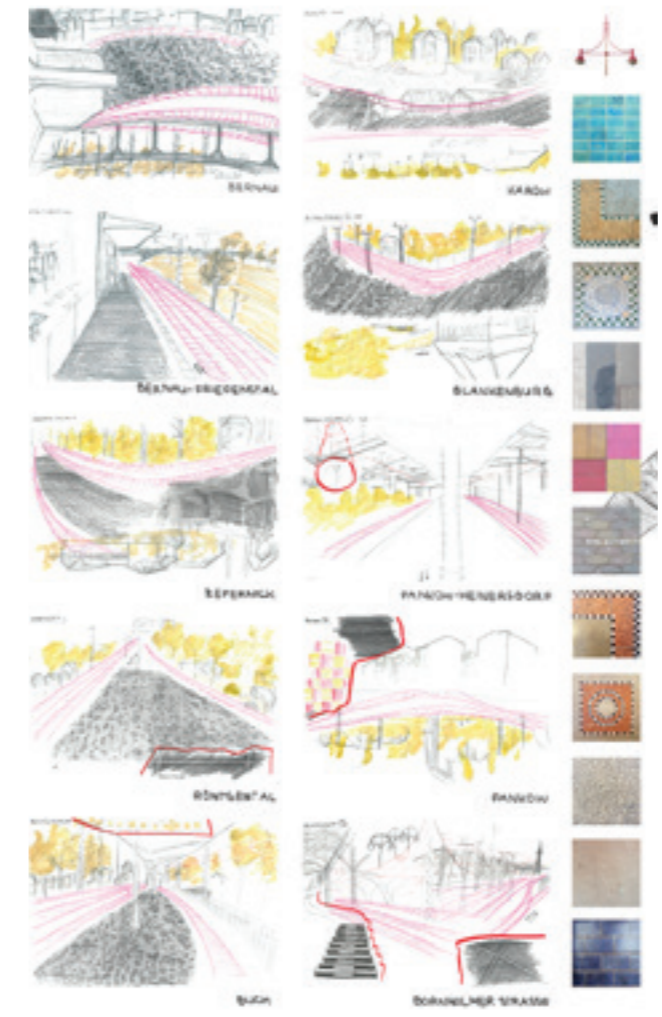 BERNAU
KAROW
BERNAU-FRIEDENSTAL
BLANKENBURG
ZEPERNICK
PANKOW-HEINERSDORF
RÖNTGENTAL
PANKOW
BUCH
BORNHOLMER STRASSE